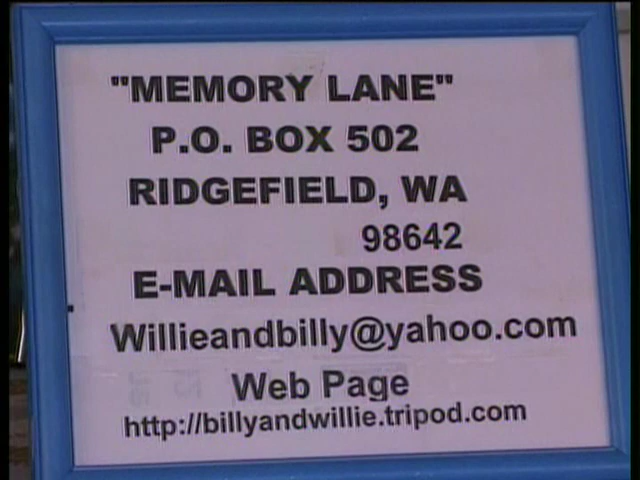 "MEMORY LANE"
P.O. BOX 502
RIDGEFIELD, WA
98642
E-MAIL ADDRESS
Willieandbilly@yahoo.com
Web Page
http://billyandwillie.tripod.com